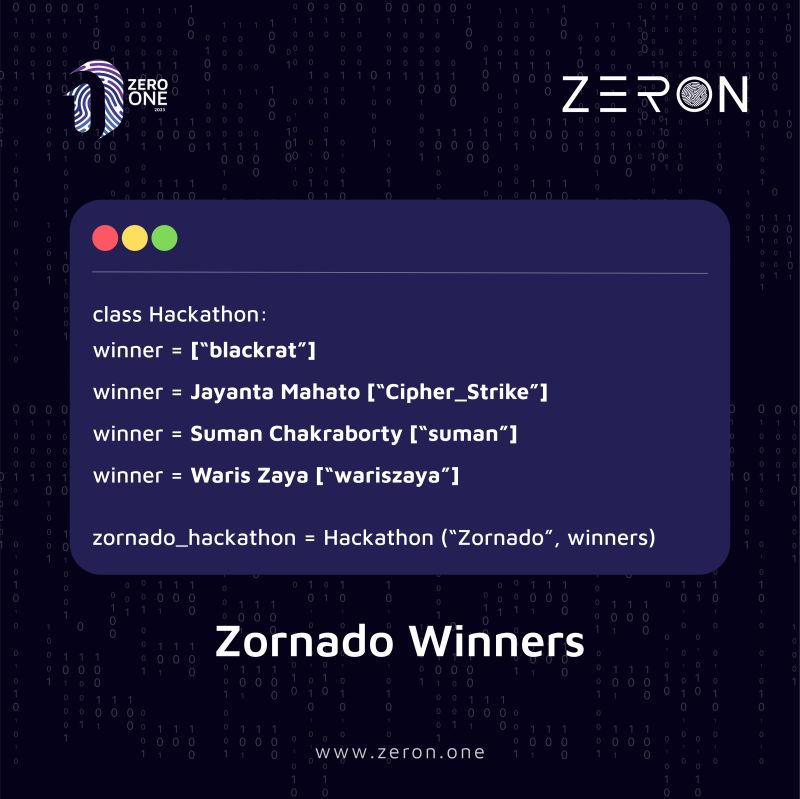 ZERO
ONE
2023
ZERON
class Hackathon:
winner = [“blackrat”]
winner = Jayanta Mahato [“Cipher_Strike”]
winner = Suman Chakraborty [“suman”]
winner = Waris Zaya [“wariszaya”]
zornado_hackathon = Hackathon (“Zornado”, winners)
Zornado Winners
www.zeron.one